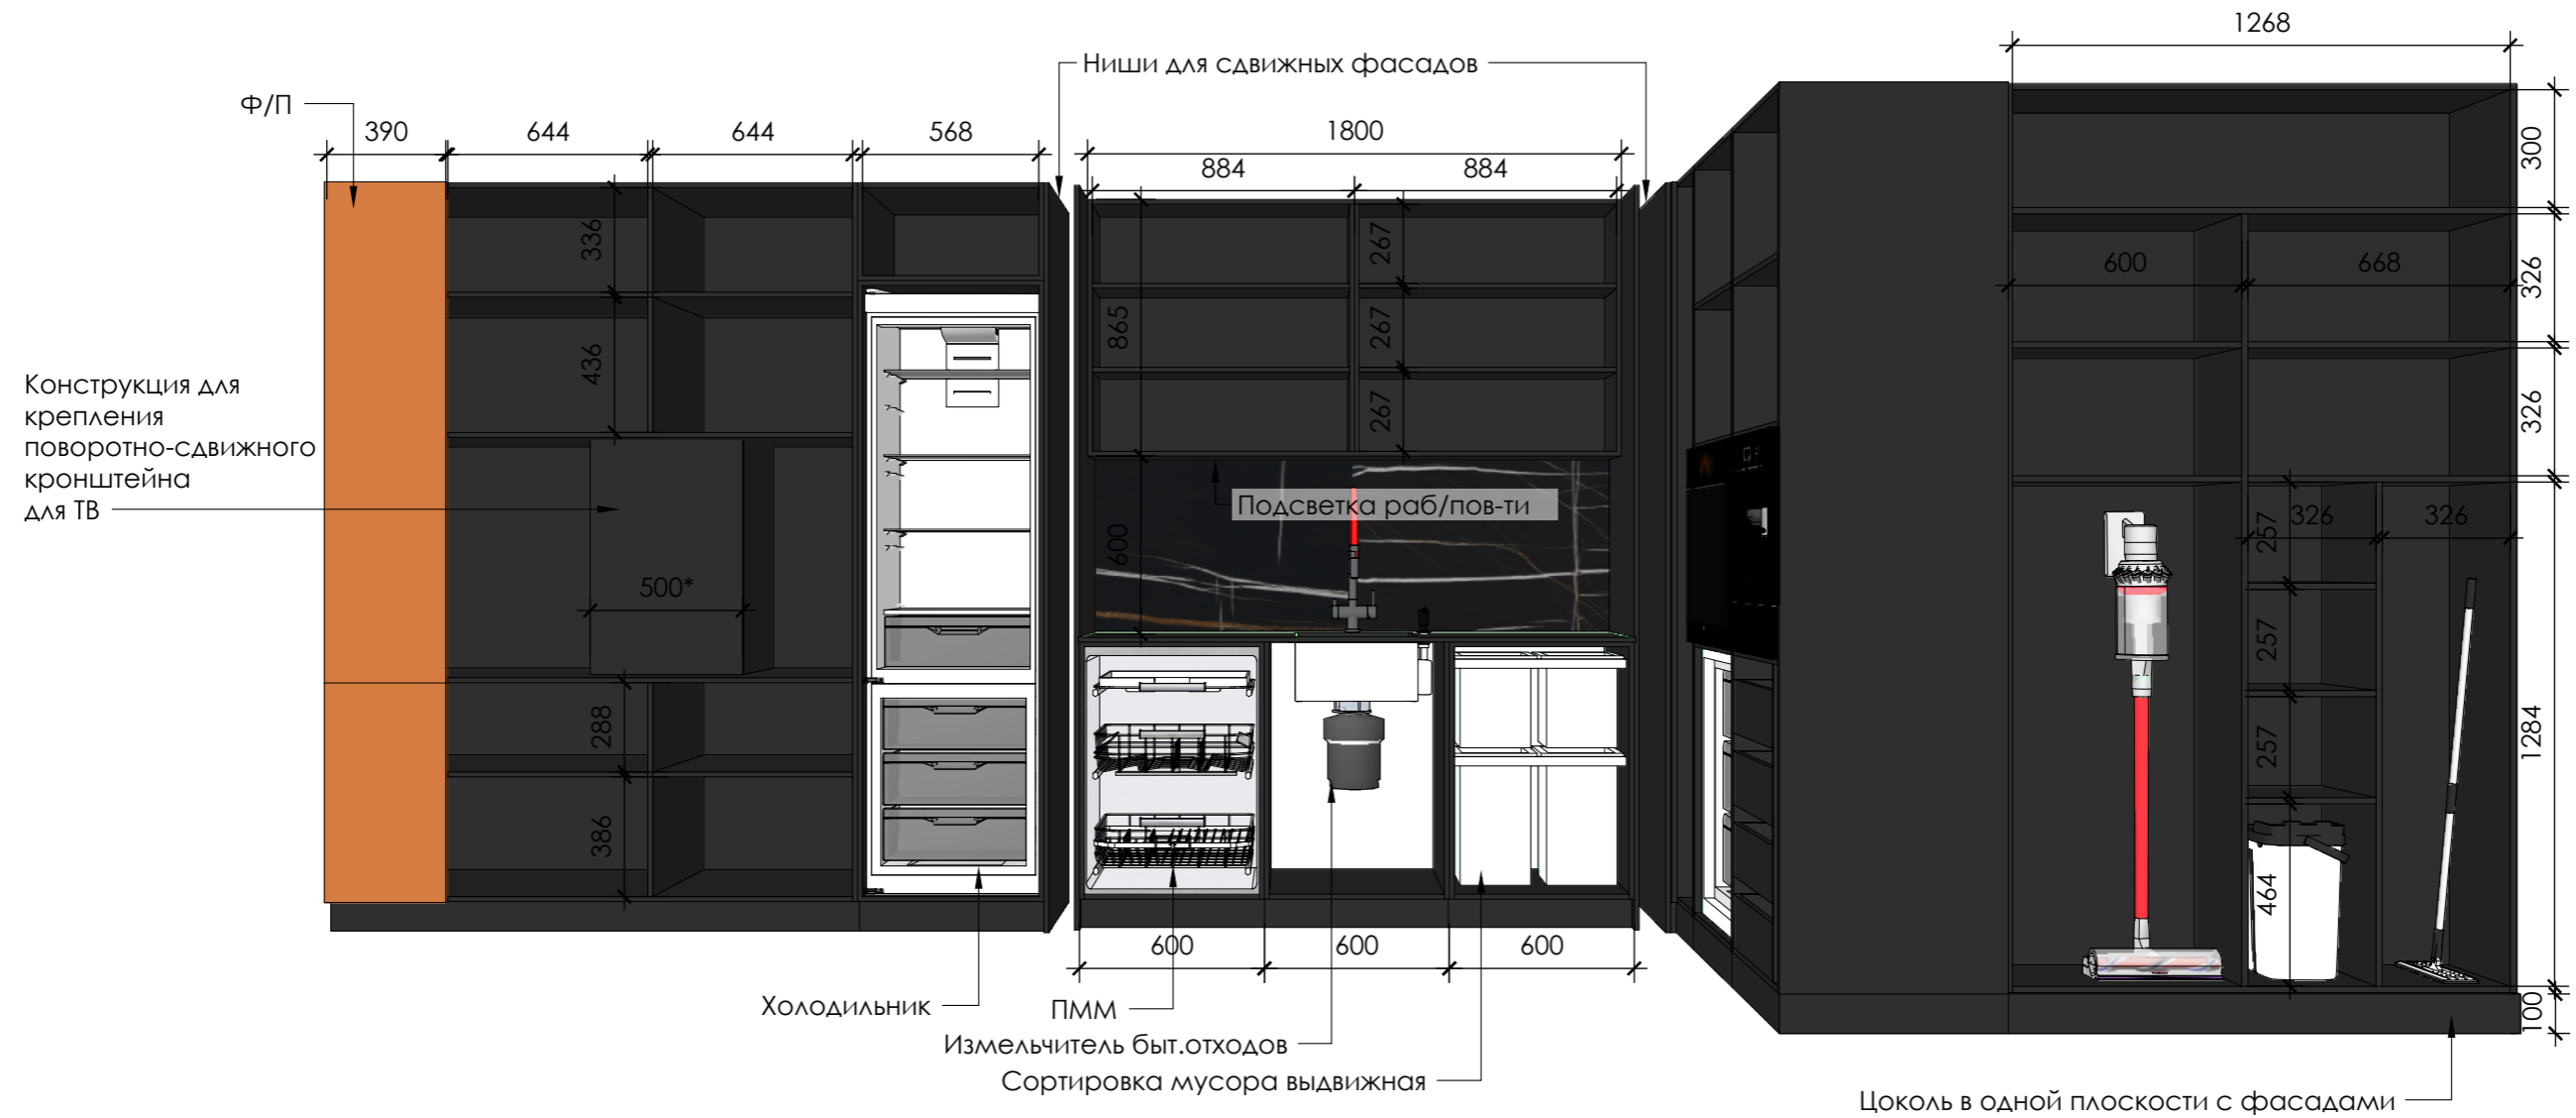 1268
Ниши для сдвижных фасадов
Ф/П
390
644
644
568
1800
884
884
300
336
267
600
668
326
865
267
436
Конструкция для
крепления
поворотно-сдвижного
кронштейна
для ТВ
267
326
Подсветка раб/пов-ти
600
257
326
326
500*
257
288
257
1284
386
464
600
600
600
100
Холодильник
ПММ
Измельчитель быт.отходов
Сортировка мусора выдвижная
Цоколь в одной плоскости с фасадами